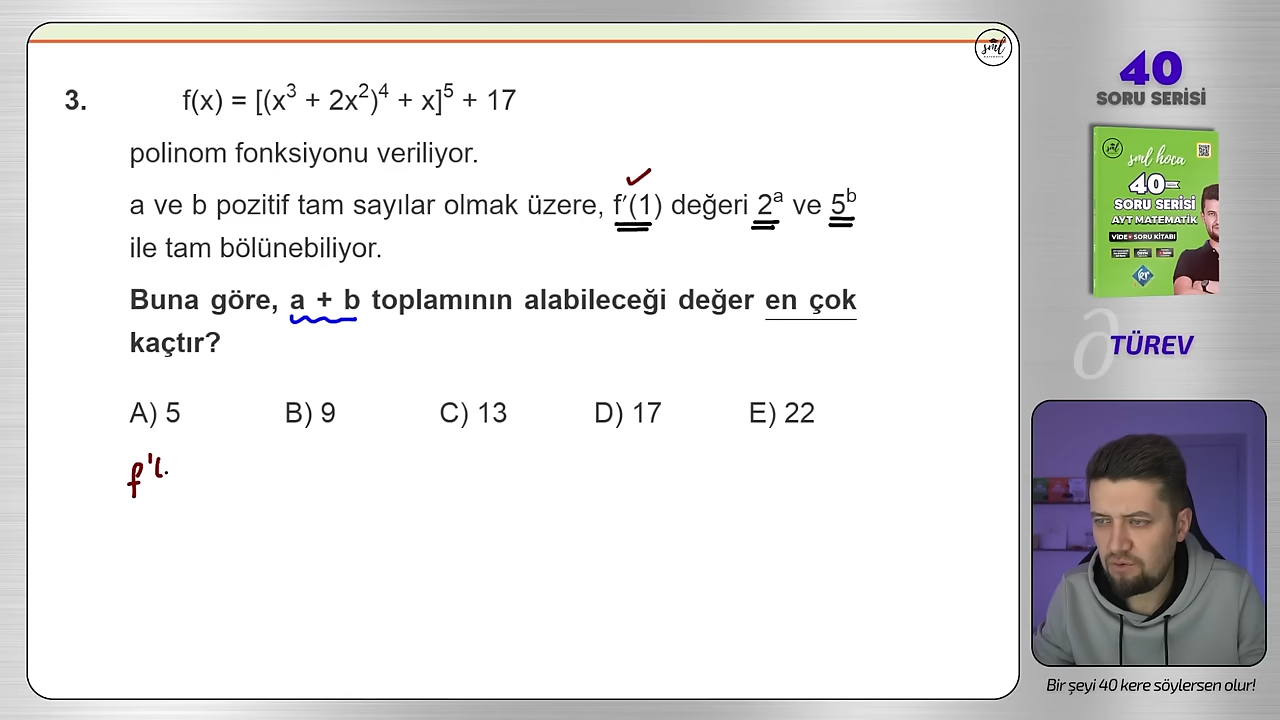 sml
3. f(x) = [(x³ + 2x²)⁴ + x]⁵ + 17
polinom fonksiyonu veriliyor.
a ve b pozitif tam sayılar olmak üzere, f′(1) değeri 2ᵃ ve 5ᵇ
ile tam bölünebiliyor.
Buna göre, a + b toplamının alabileceği değer en çok
kaçtır?
A) 5 B) 9 C) 13 D) 17 E) 22
f'(
40
SORU SERİSİ
sml hoca
40
SORU SERİSİ
AYT MATEMATİK
VİDEO SORU KİTABI
∂ TÜREV
Bir şeyi 40 kere söylersen olur!